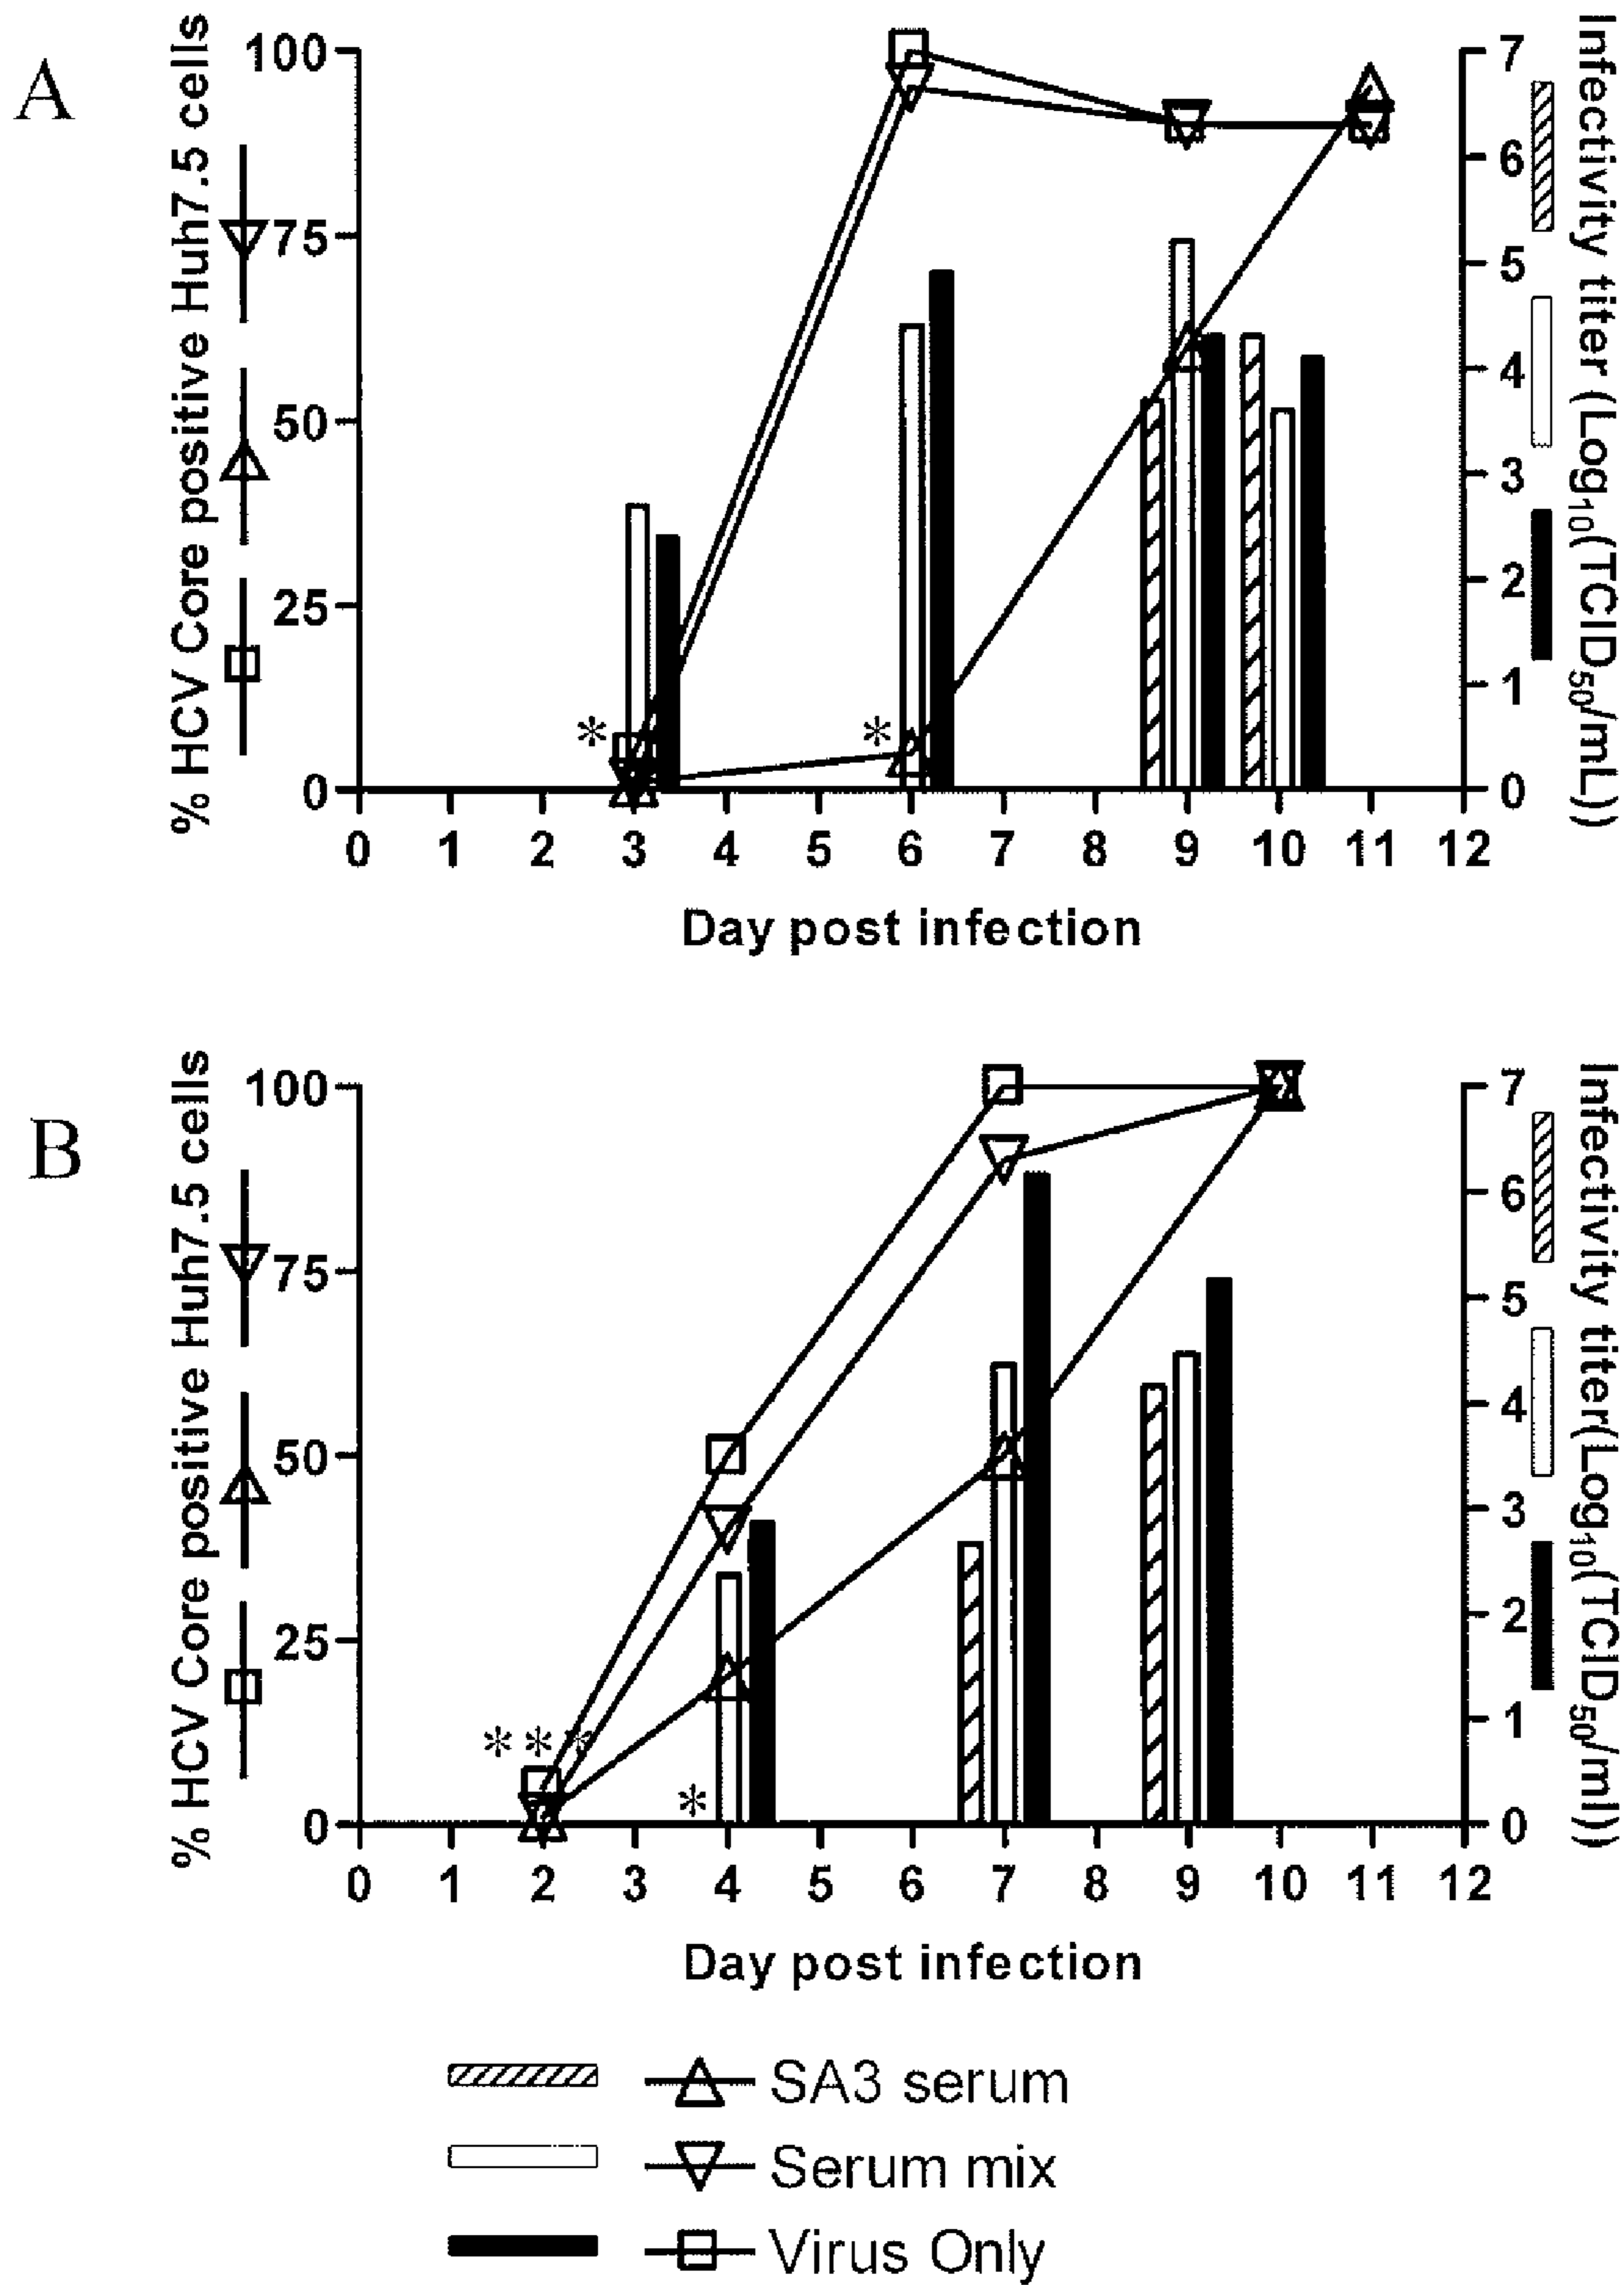 A
% HCV Core positive Huh7.5 cells
100
75
50
25
0
7
6
5
4
3
2
1
0
Infectivity titer (Log10(TCID50/mL))
*
*
0 1 2 3 4 5 6 7 8 9 10 11 12
Day post infection
B
% HCV Core positive Huh7.5 cells
100
75
50
25
0
7
6
5
4
3
2
1
0
Infectivity titer(Log10(TCID50/ml))
* * *
*
0 1 2 3 4 5 6 7 8 9 10 11 12
Day post infection
SA3 serum
Serum mix
Virus Only